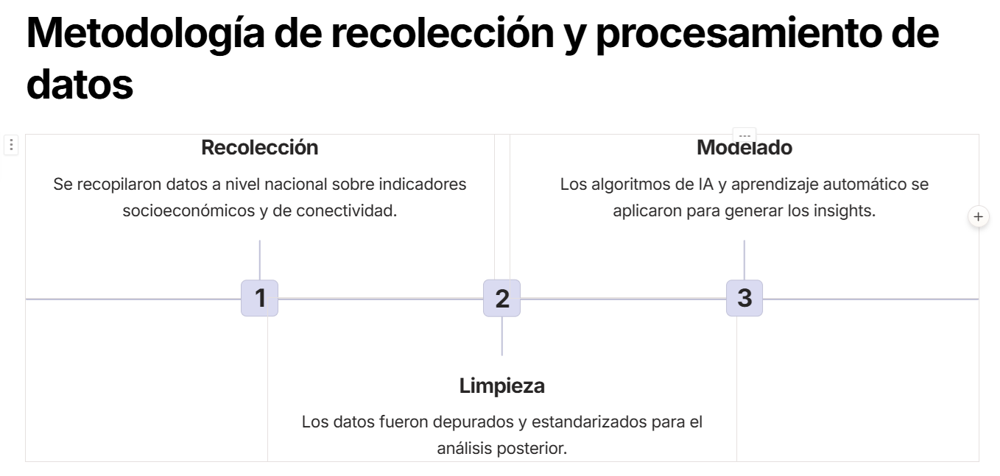 Metodología de recolección y procesamiento de
datos
Recolección
Se recopilaron datos a nivel nacional sobre indicadores
socioeconómicos y de conectividad.
Modelado
Los algoritmos de IA y aprendizaje automático se
aplicaron para generar los insights.
1
2
3
Limpieza
Los datos fueron depurados y estandarizados para el
análisis posterior.